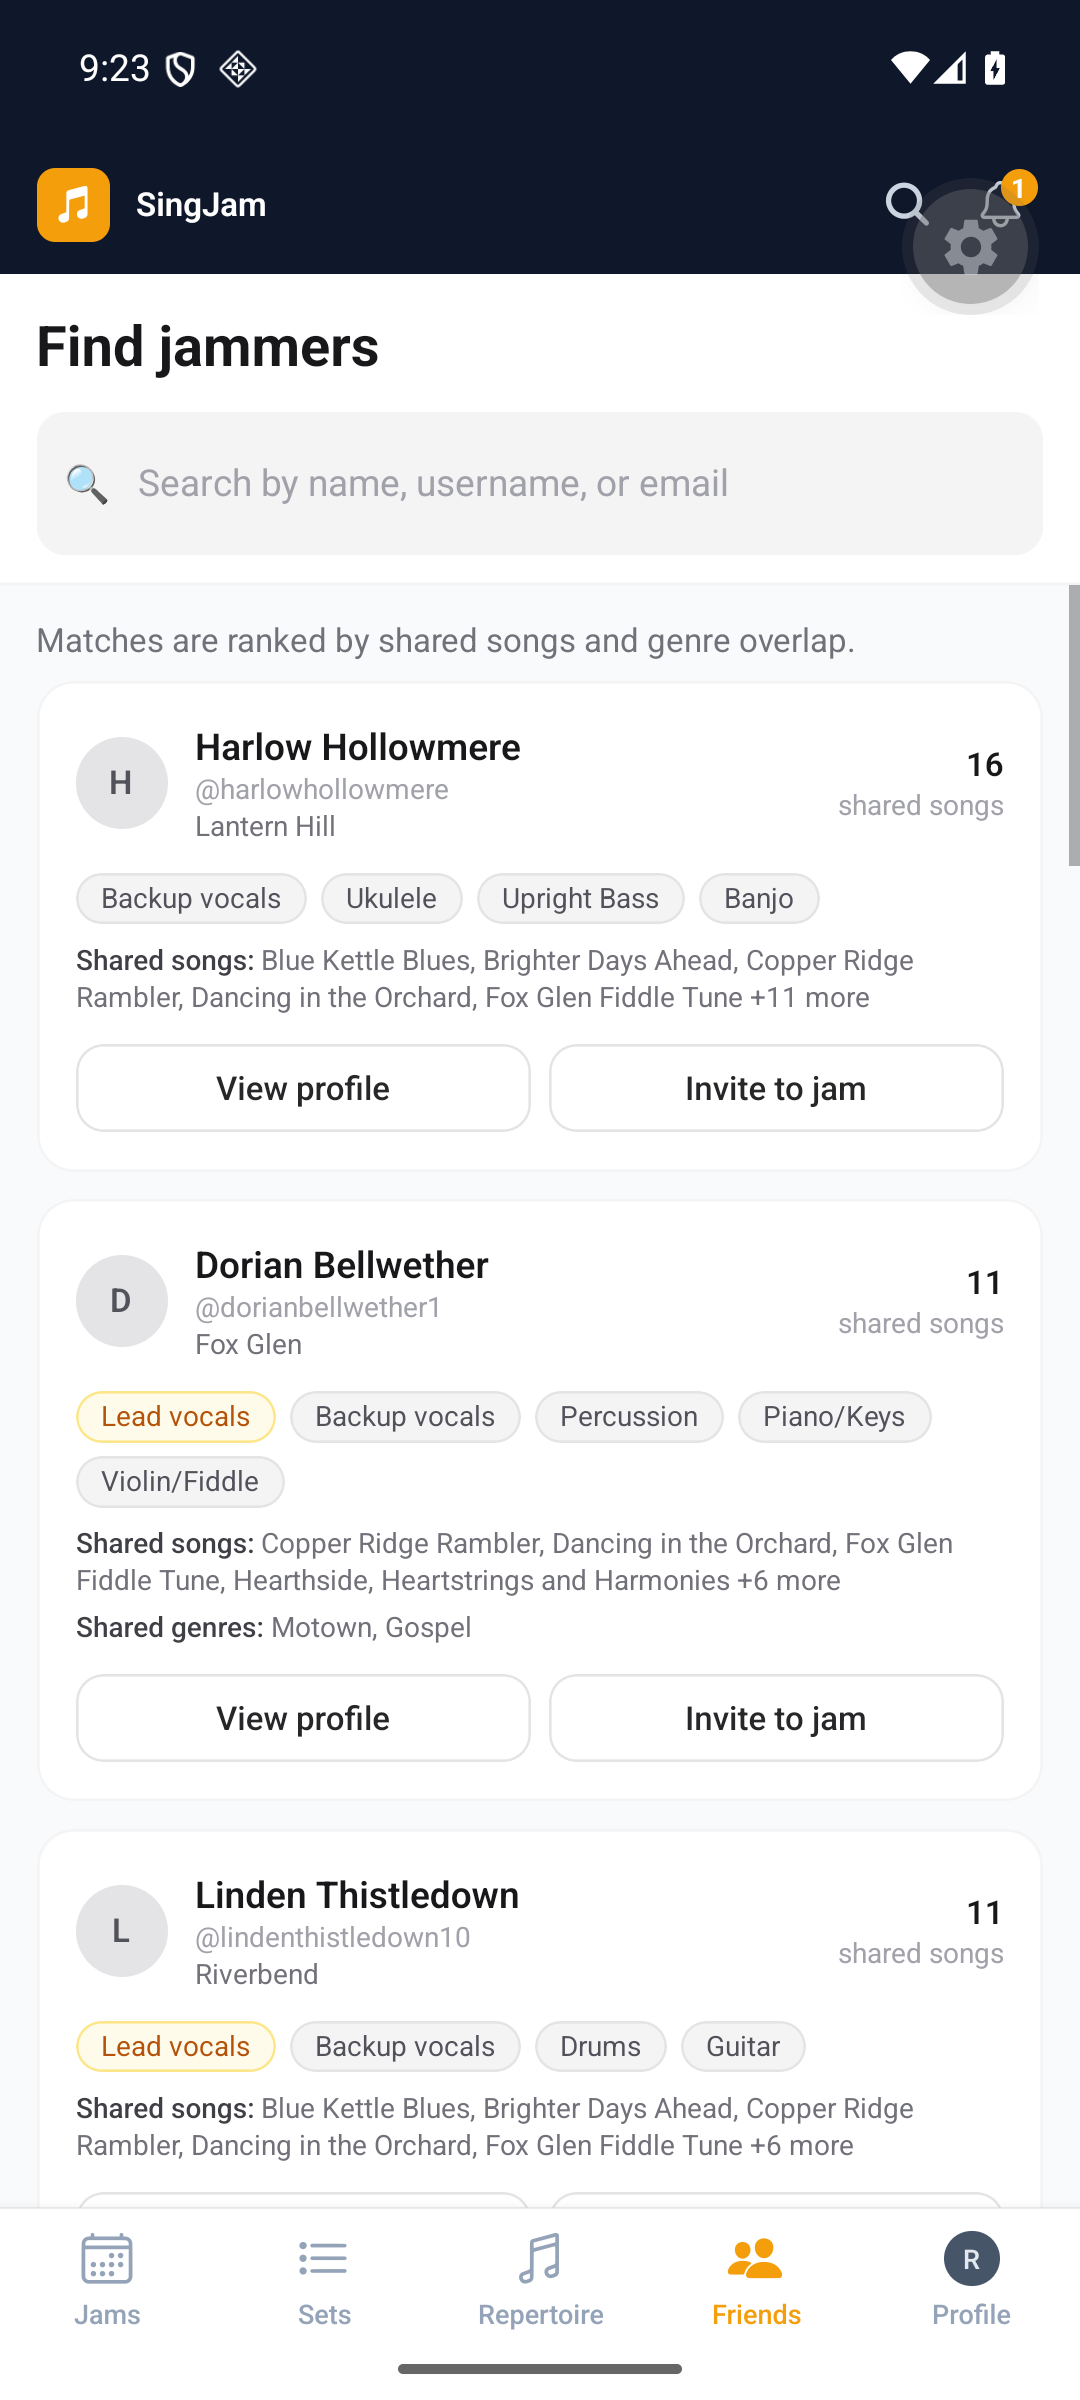 9:23
SingJam
1
Find jammers
Search by name, username, or email
Matches are ranked by shared songs and genre overlap.
H
Harlow Hollowmere
@harlowhollowmere
Lantern Hill
16
shared songs
Backup vocals
Ukulele
Upright Bass
Banjo
Shared songs: Blue Kettle Blues, Brighter Days Ahead, Copper Ridge
Rambler, Dancing in the Orchard, Fox Glen Fiddle Tune +11 more
View profile
Invite to jam
D
Dorian Bellwether
@dorianbellwether1
Fox Glen
11
shared songs
Lead vocals
Backup vocals
Percussion
Piano/Keys
Violin/Fiddle
Shared songs: Copper Ridge Rambler, Dancing in the Orchard, Fox Glen
Fiddle Tune, Hearthside, Heartstrings and Harmonies +6 more
Shared genres: Motown, Gospel
View profile
Invite to jam
L
Linden Thistledown
@lindenthistledown10
Riverbend
11
shared songs
Lead vocals
Backup vocals
Drums
Guitar
Shared songs: Blue Kettle Blues, Brighter Days Ahead, Copper Ridge
Rambler, Dancing in the Orchard, Fox Glen Fiddle Tune +6 more
Jams
Sets
Repertoire
Friends
R
Profile